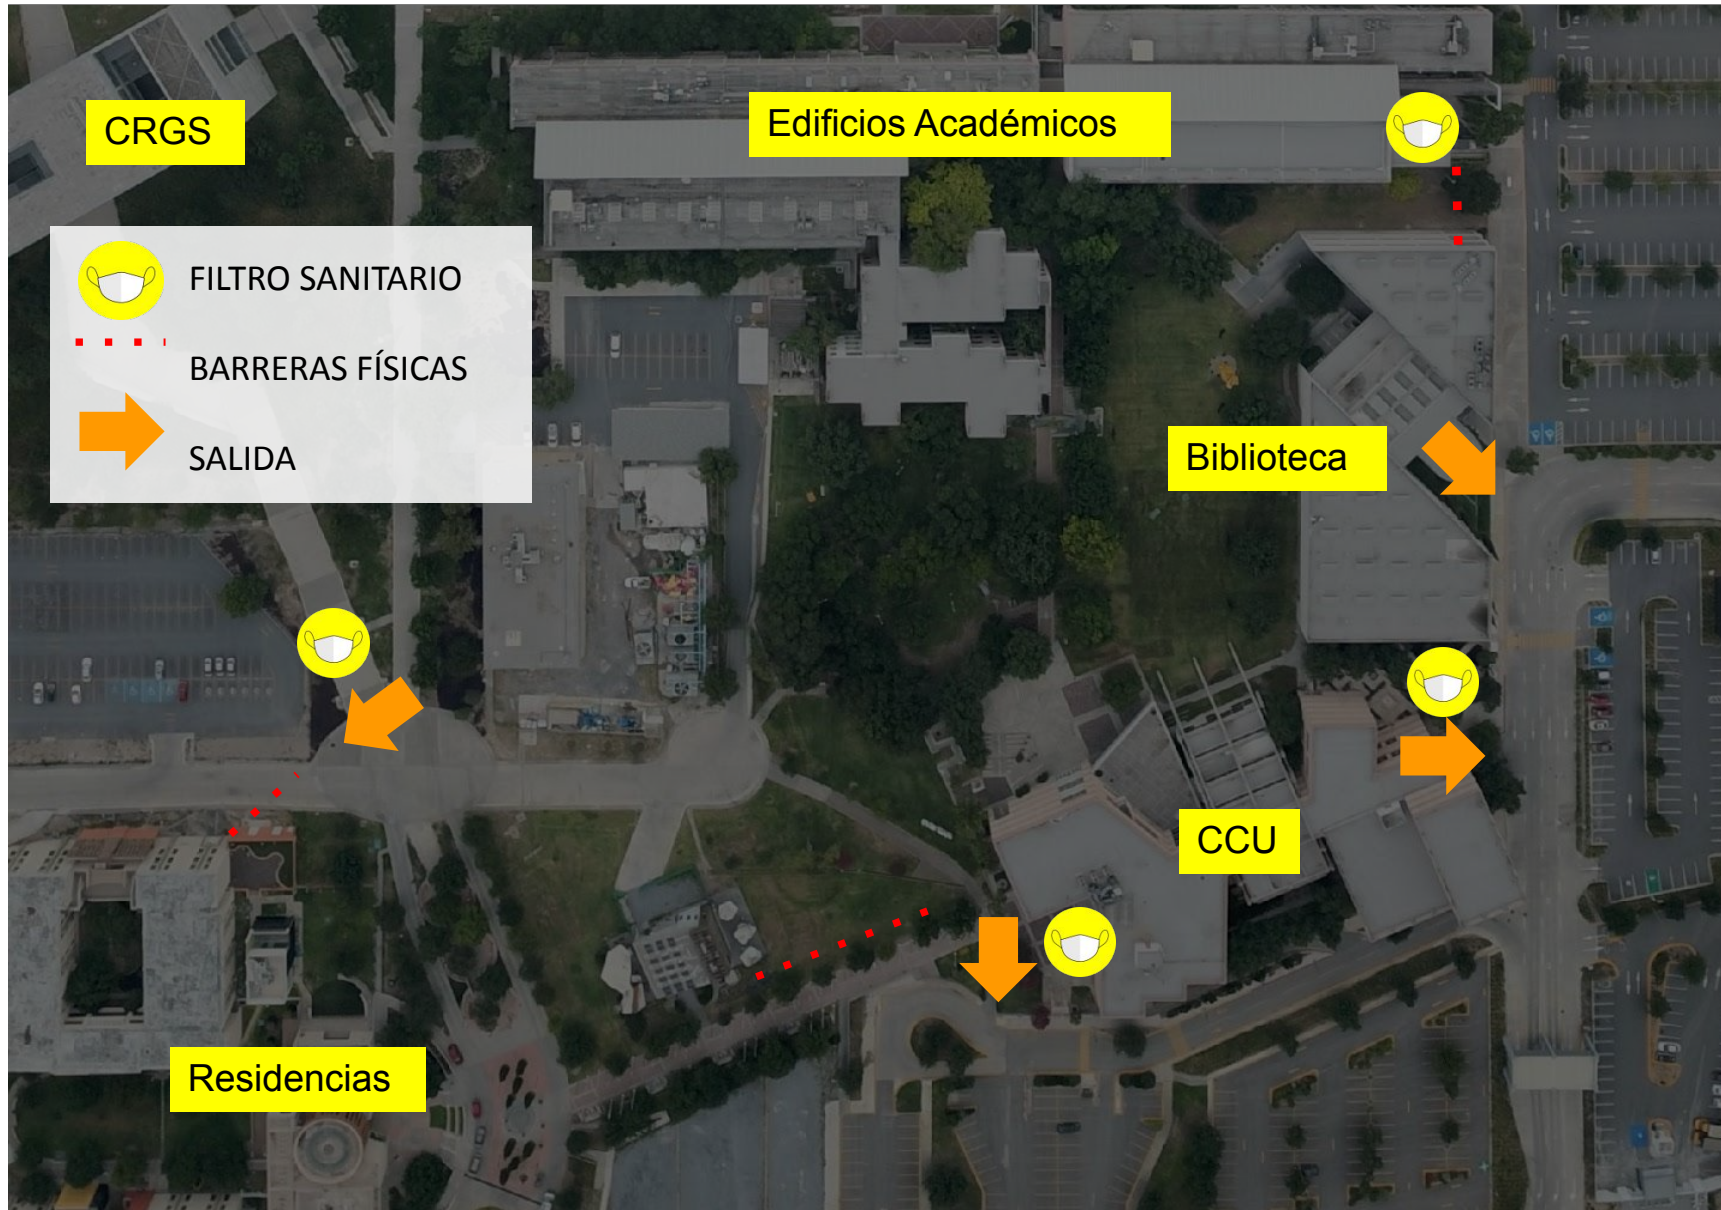 CRGS
Edificios Académicos
FILTRO SANITARIO
BARRERAS FÍSICAS
SALIDA
Biblioteca
CCU
Residencias